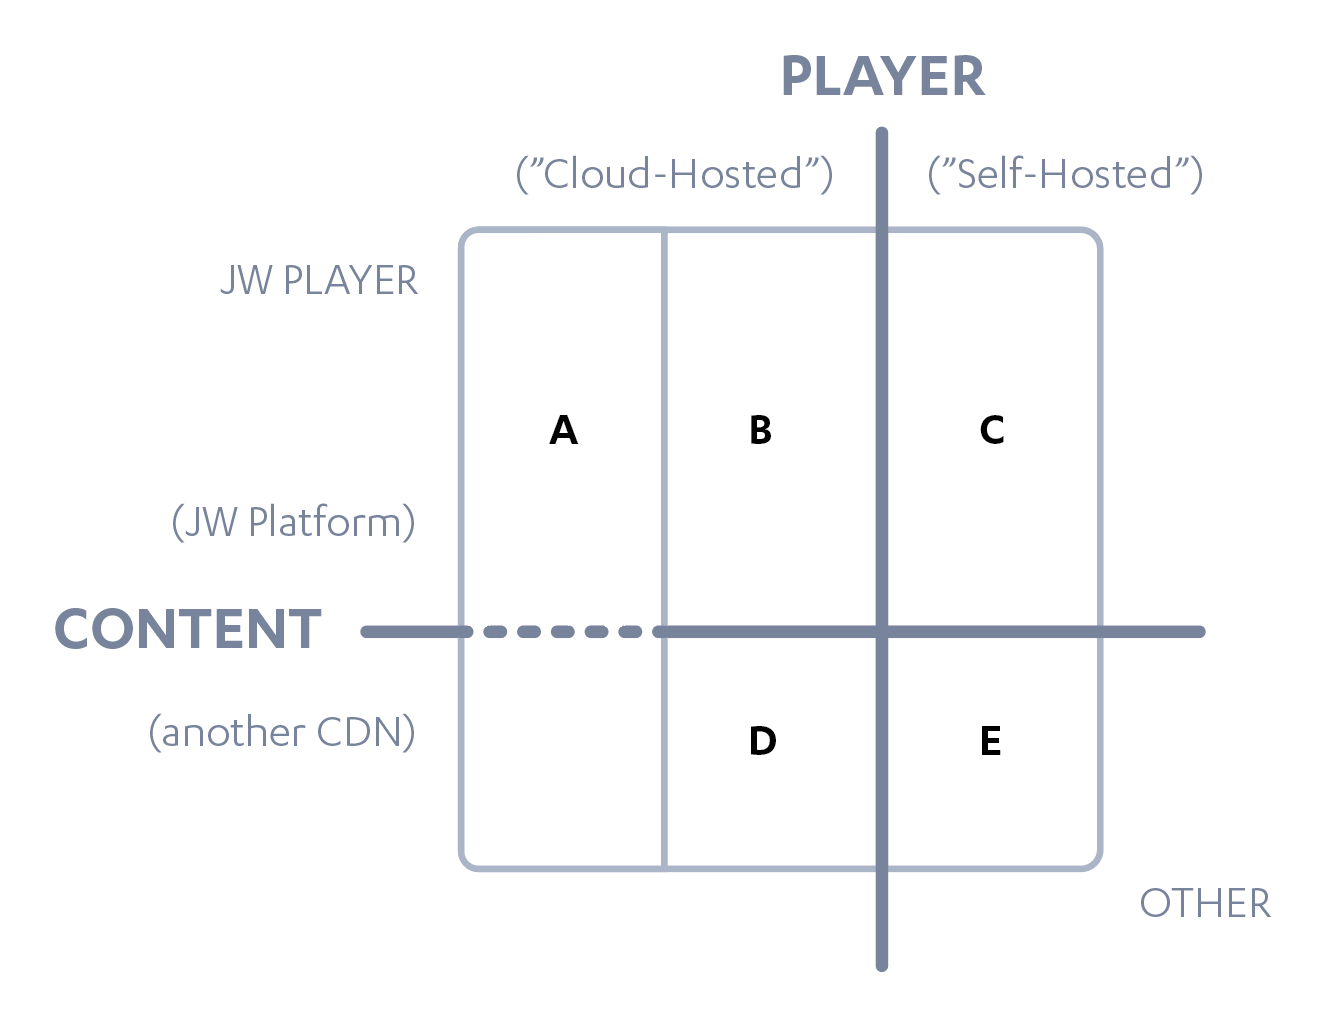 PLAYER
(”Cloud-Hosted”) (”Self-Hosted”)
JW PLAYER
A B C
(JW Platform)
CONTENT
(another CDN)
D E
OTHER